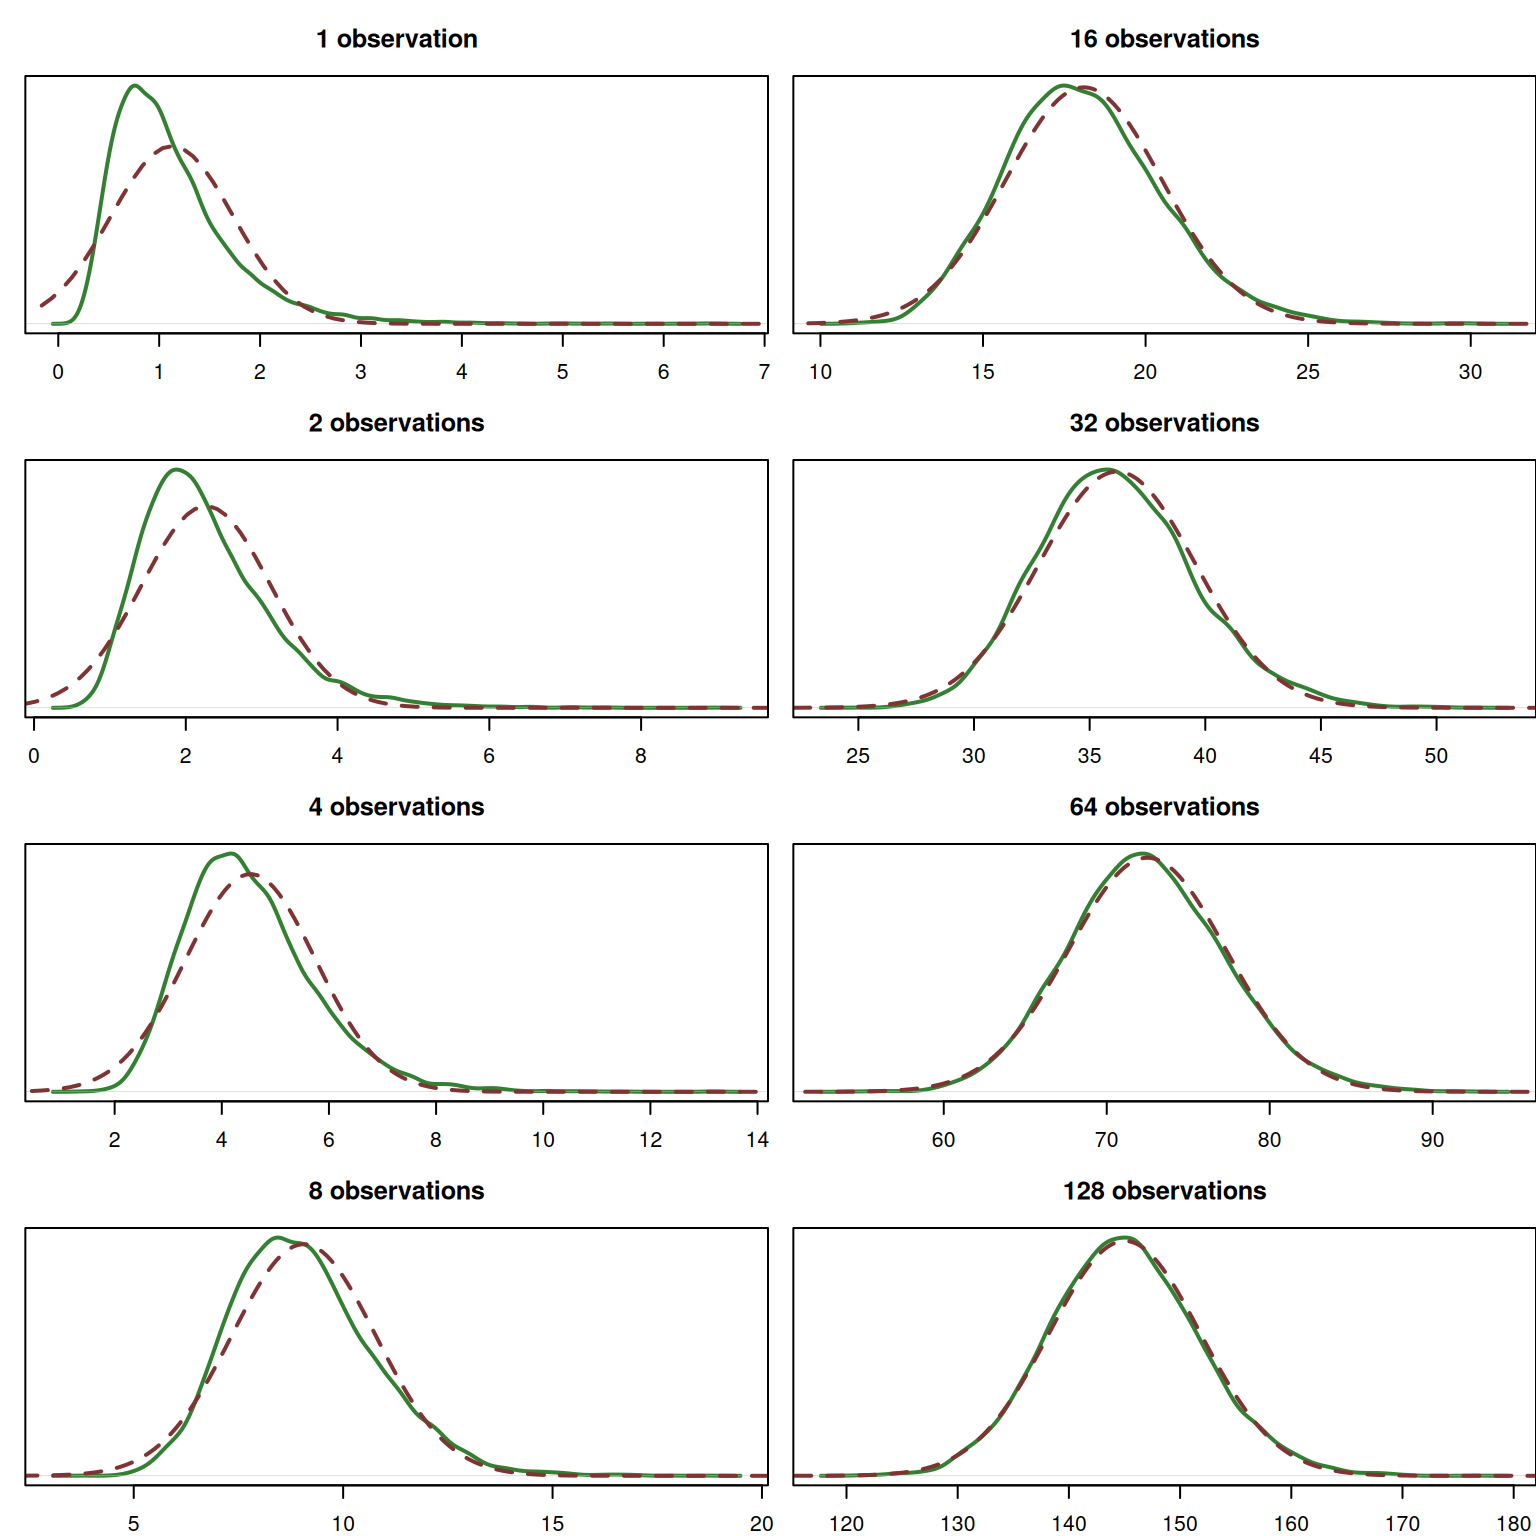 1 observation
0 1 2 3 4 5 6 7
16 observations
10 15 20 25 30
2 observations
0 2 4 6 8
32 observations
25 30 35 40 45 50
4 observations
2 4 6 8 10 12 14
64 observations
60 70 80 90
8 observations
5 10 15 20
128 observations
120 130 140 150 160 170 180